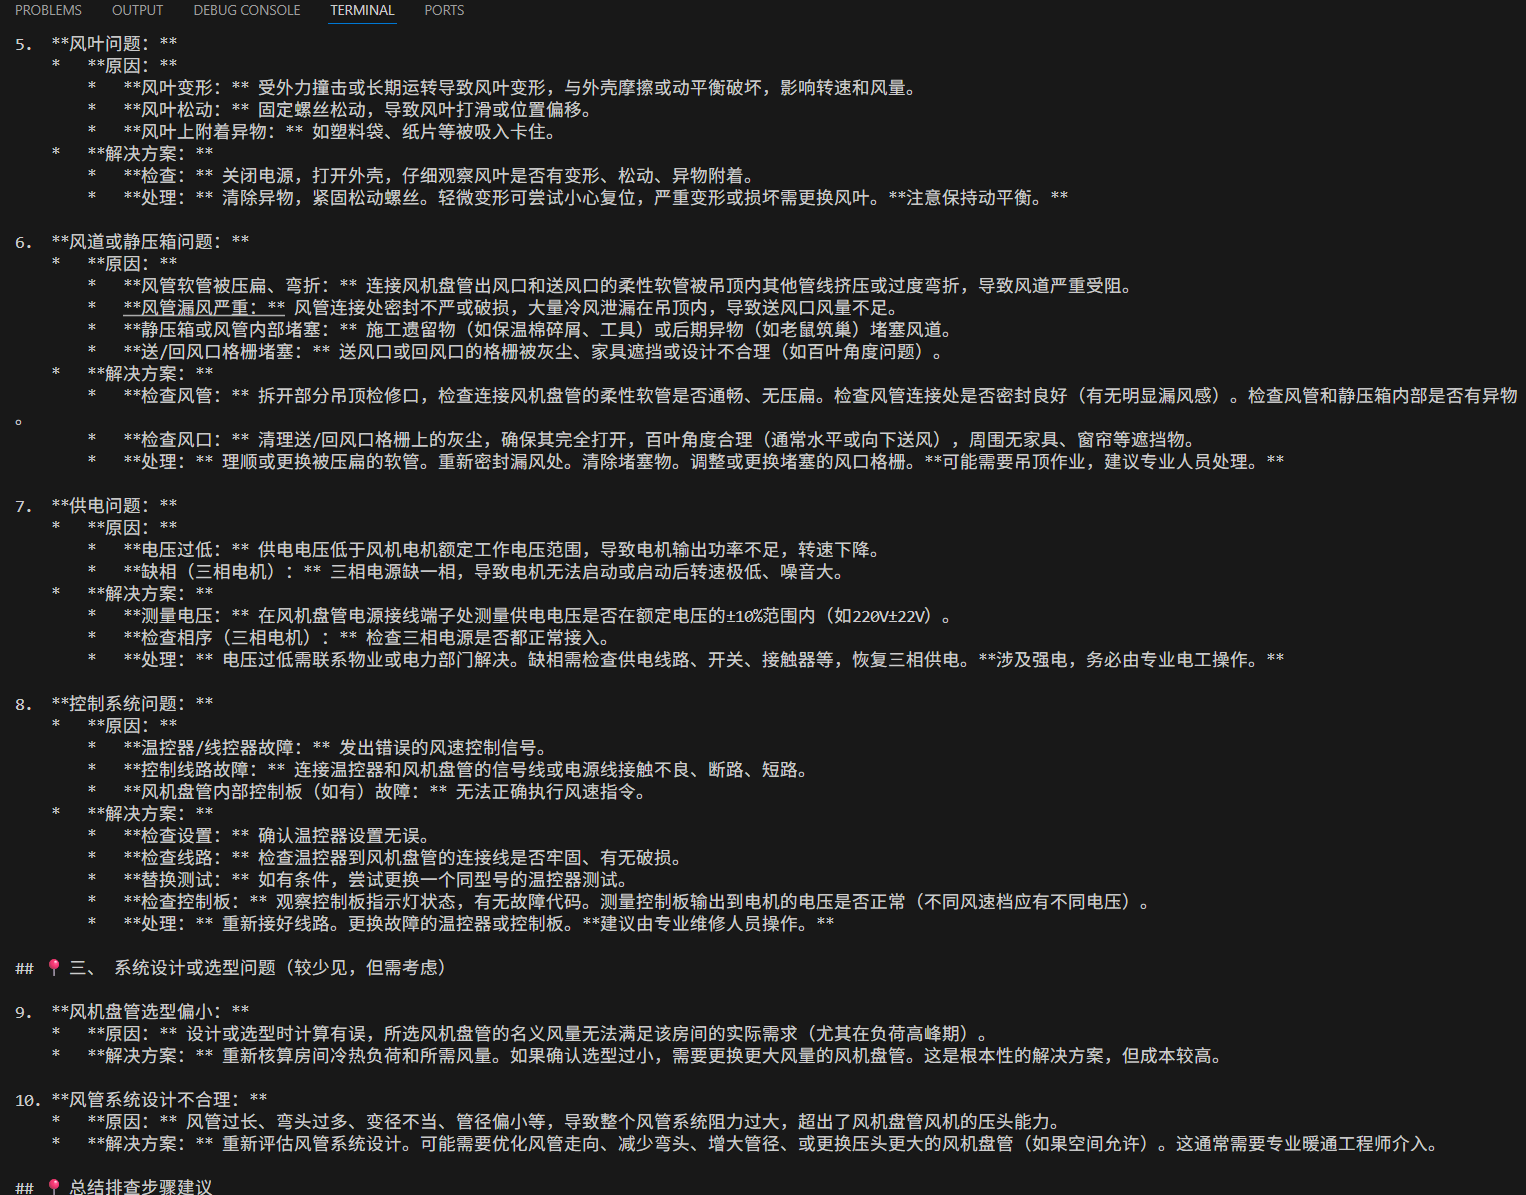 PROBLEMS OUTPUT DEBUG CONSOLE TERMINAL PORTS
5. **风叶问题：**
* **原因：**
* **风叶变形：** 受外力撞击或长期运转导致风叶变形，与外壳摩擦或动平衡破坏，影响转速和风量。
* **风叶松动：** 固定螺丝松动，导致风叶打滑或位置偏移。
* **风叶上附着异物：** 如塑料袋、纸片等被吸入卡住。
* **解决方案：**
* **检查：** 关闭电源，打开外壳，仔细观察风叶是否有变形、松动、异物附着。
* **处理：** 清除异物，紧固松动螺丝。轻微变形可尝试小心复位，严重变形或损坏需更换风叶。**注意保持动平衡。**
6. **风道或静压箱问题：**
* **原因：**
* **风管软管被压扁、弯折：** 连接风机盘管出风口和送风口的柔性软管被吊顶内其他管线挤压或过度弯折，导致风道严重受阻。
* **风管漏风严重：** 风管连接处密封不严或破损，大量冷风泄漏在吊顶内，导致送风口风量不足。
* **静压箱或风管内部堵塞：** 施工遗留物（如保温棉碎屑、工具）或后期异物（如老鼠筑巢）堵塞风道。
* **送/回风口格栅堵塞：** 送风口或回风口的格栅被灰尘、家具遮挡或设计不合理（如百叶角度问题）。
* **解决方案：**
* **检查风管：** 拆开部分吊顶检修口，检查连接风机盘管的柔性软管是否通畅、无压扁。检查风管连接处是否密封良好（有无明显漏风感）。检查风管和静压箱内部是否有异物
。
* **检查风口：** 清理送/回风口格栅上的灰尘，确保其完全打开，百叶角度合理（通常水平或向下送风），周围无家具、窗帘等遮挡物。
* **处理：** 理顺或更换被压扁的软管。重新密封漏风处。清除堵塞物。调整或更换堵塞的风口格栅。**可能需要吊顶作业，建议专业人员处理。**
7. **供电问题：**
* **原因：**
* **电压过低：** 供电电压低于风机电机额定工作电压范围，导致电机输出功率不足，转速下降。
* **缺相（三相电机）：** 三相电源缺一相，导致电机无法启动或启动后转速极低、噪音大。
* **解决方案：**
* **测量电压：** 在风机盘管电源接线端子处测量供电电压是否在额定电压的±10%范围内（如220V±22V）。
* **检查相序（三相电机）：** 检查三相电源是否都正常接入。
* **处理：** 电压过低需联系物业或电力部门解决。缺相需检查供电线路、开关、接触器等，恢复三相供电。**涉及强电，务必由专业电工操作。**
8. **控制系统问题：**
* **原因：**
* **温控器/线控器故障：** 发出错误的风速控制信号。
* **控制线路故障：** 连接温控器和风机盘管的信号线或电源线接触不良、断路、短路。
* **风机盘管内部控制板（如有）故障：** 无法正确执行风速指令。
* **解决方案：**
* **检查设置：** 确认温控器设置无误。
* **检查线路：** 检查温控器到风机盘管的连接线是否牢固、有无破损。
* **替换测试：** 如有条件，尝试更换一个同型号的温控器测试。
* **检查控制板：** 观察控制板指示灯状态，有无故障代码。测量控制板输出到电机的电压是否正常（不同风速档应有不同电压）。
* **处理：** 重新接好线路。更换故障的温控器或控制板。**建议由专业维修人员操作。**
## 📍 三、 系统设计或选型问题（较少见，但需考虑）
9. **风机盘管选型偏小：**
* **原因：** 设计或选型时计算有误，所选风机盘管的名义风量无法满足该房间的实际需求（尤其在负荷高峰期）。
* **解决方案：** 重新核算房间冷热负荷和所需风量。如果确认选型过小，需要更换更大风量的风机盘管。这是根本性的解决方案，但成本较高。
10. **风管系统设计不合理：**
* **原因：** 风管过长、弯头过多、变径不当、管径偏小等，导致整个风管系统阻力过大，超出了风机盘管风机的压头能力。
* **解决方案：** 重新评估风管系统设计。可能需要优化风管走向、减少弯头、增大管径、或更换压头更大的风机盘管（如果空间允许）。这通常需要专业暖通工程师介入。
## 📍 总结排查步骤建议